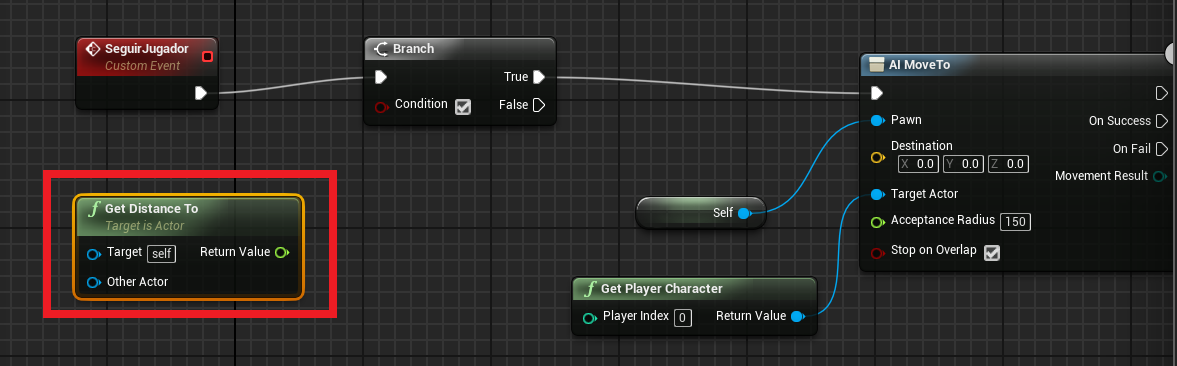 SeguirJugador
Custom Event
Branch
True
Condition
False
AI MoveTo
Pawn
On Success
Destination
X 0.0 Y 0.0 Z 0.0
On Fail
Movement Result
Target Actor
Acceptance Radius 150
Stop on Overlap
Get Distance To
Target is Actor
Target self Return Value
Other Actor
Self
Get Player Character
Player Index 0 Return Value